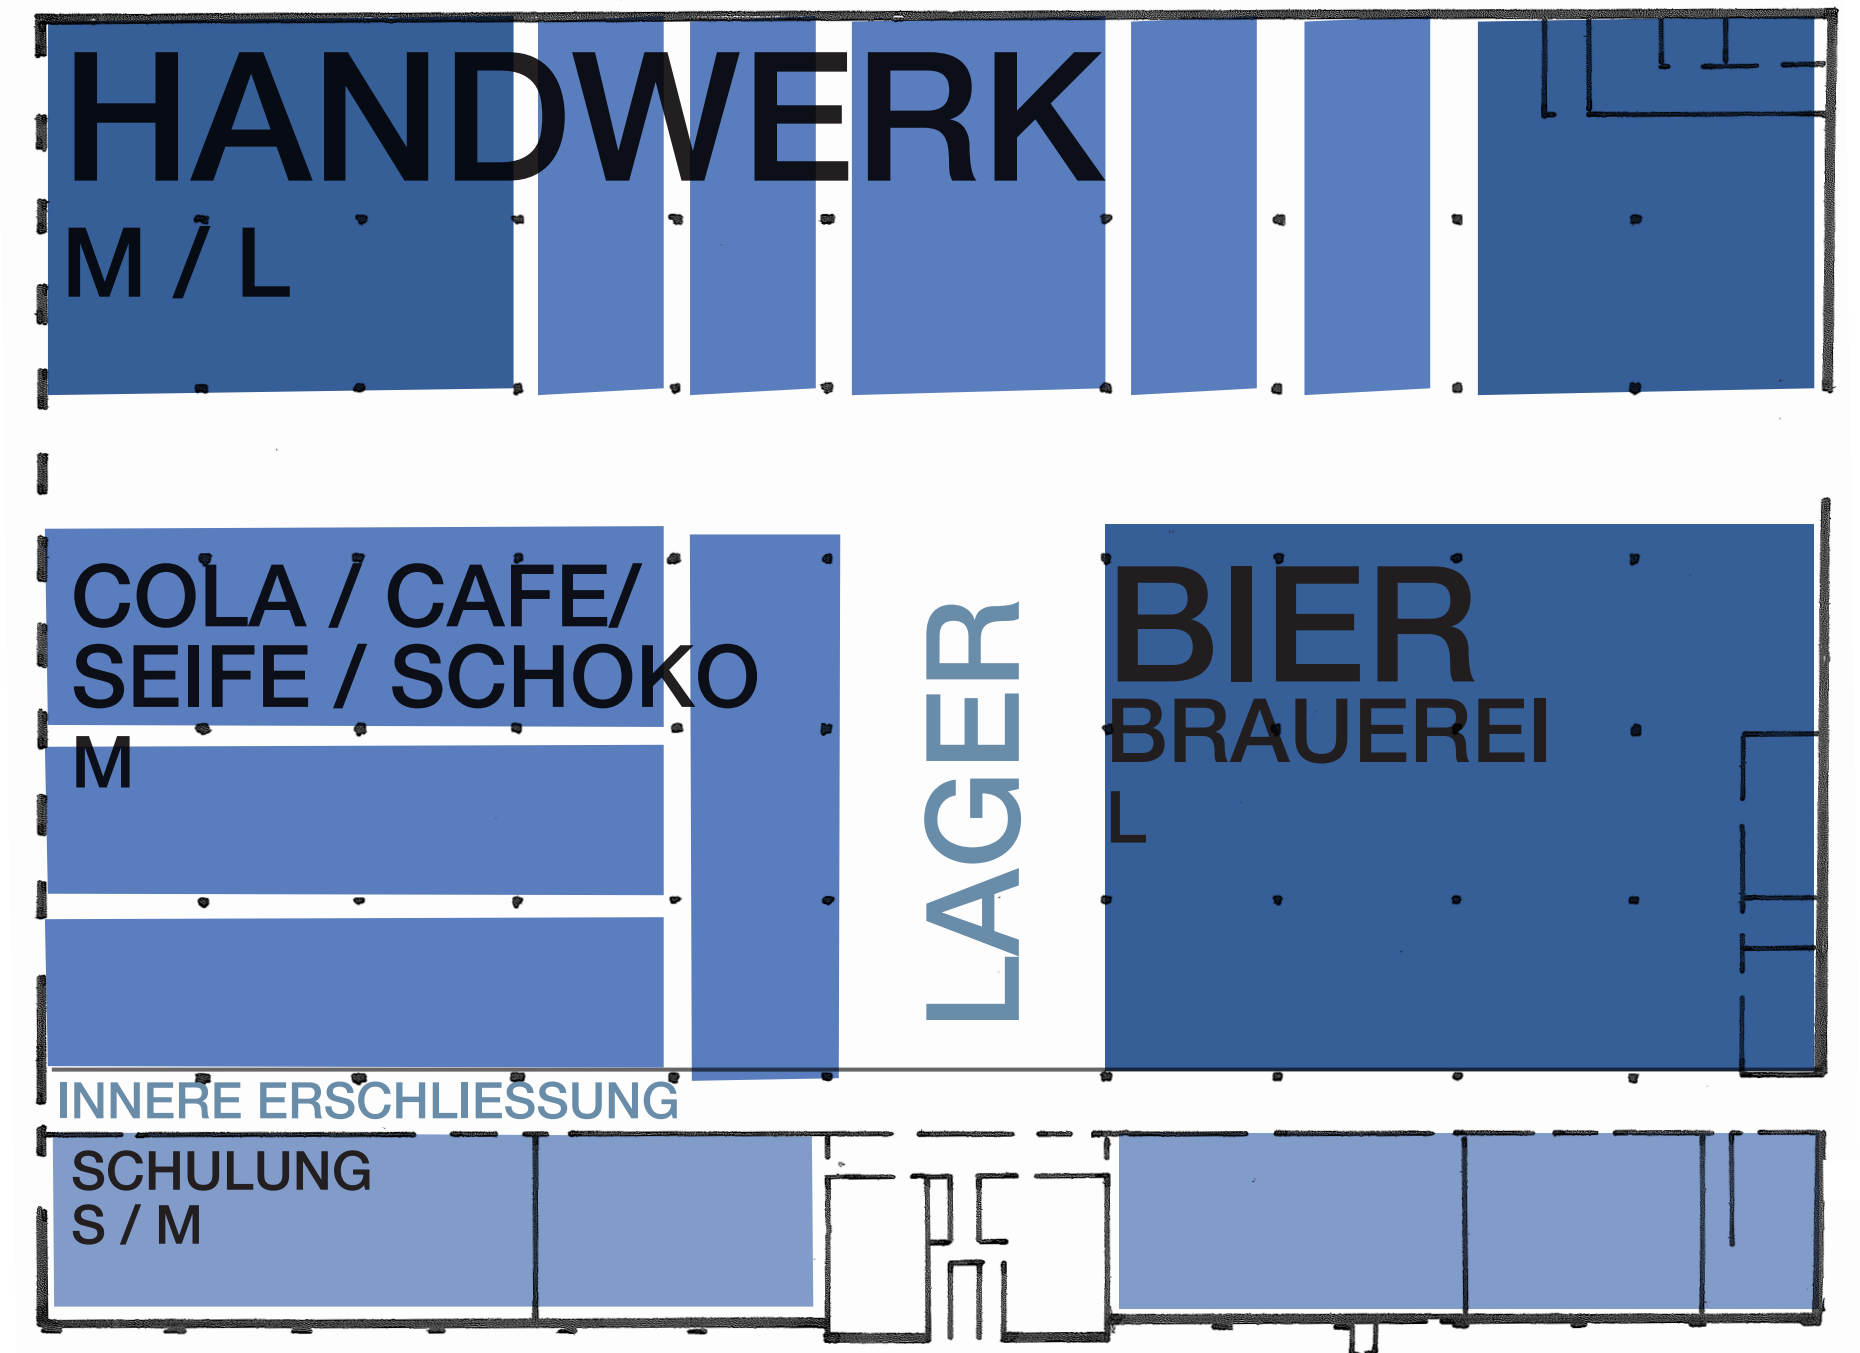 HANDWERK
M / L
COLA / CAFE/
SEIFE / SCHOKO
M
LAGER
BIER
BRAUEREI
L
INNERE ERSCHLIESSUNG
SCHULUNG
S / M